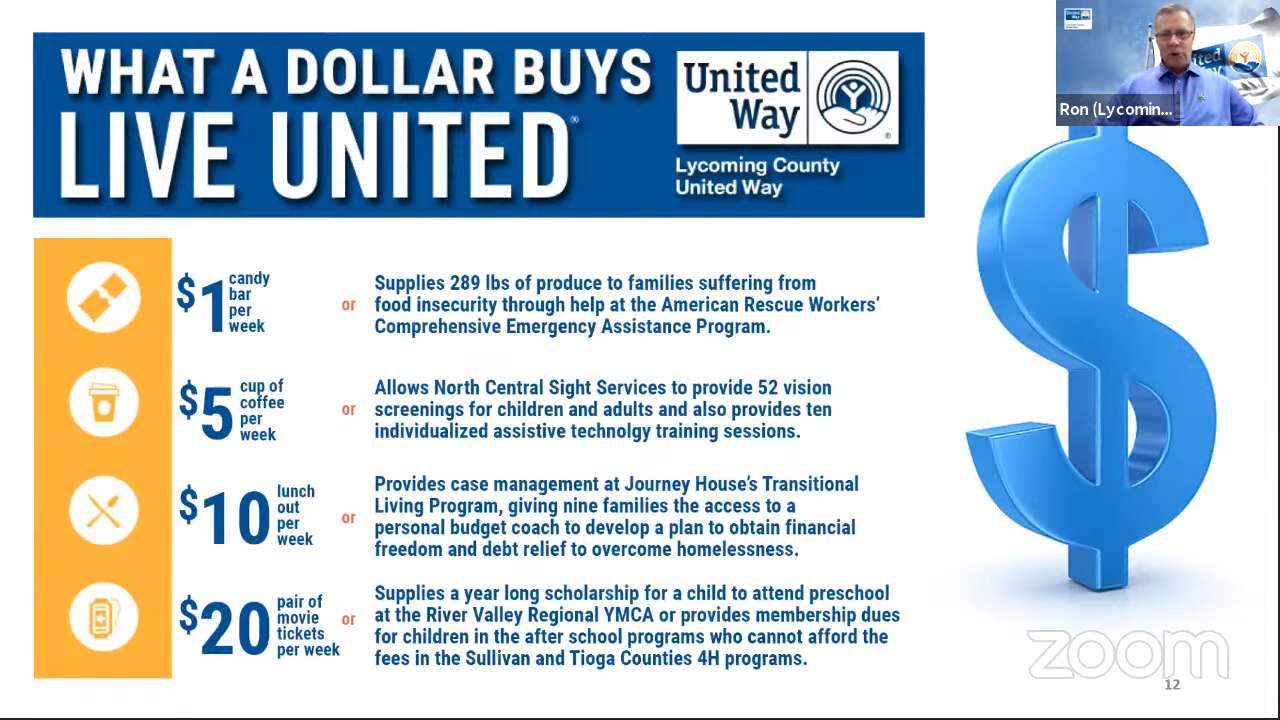 WHAT A DOLLAR BUYS
LIVE UNITED®
United
Way
®
Lycoming County
United Way
United
Way
ited
Way
Ron (Lycomin...
$1 candy
bar
per
week
or
Supplies 289 lbs of produce to families suffering from
food insecurity through help at the American Rescue Workers’
Comprehensive Emergency Assistance Program.
$5 cup of
coffee
per
week
or
Allows North Central Sight Services to provide 52 vision
screenings for children and adults and also provides ten
individualized assistive technolgy training sessions.
$10 lunch
out
per
week
or
Provides case management at Journey House’s Transitional
Living Program, giving nine families the access to a
personal budget coach to develop a plan to obtain financial
freedom and debt relief to overcome homelessness.
$20 pair of
movie
tickets
per week
or
Supplies a year long scholarship for a child to attend preschool
at the River Valley Regional YMCA or provides membership dues
for children in the after school programs who cannot afford the
fees in the Sullivan and Tioga Counties 4H programs.
$
zoom
12